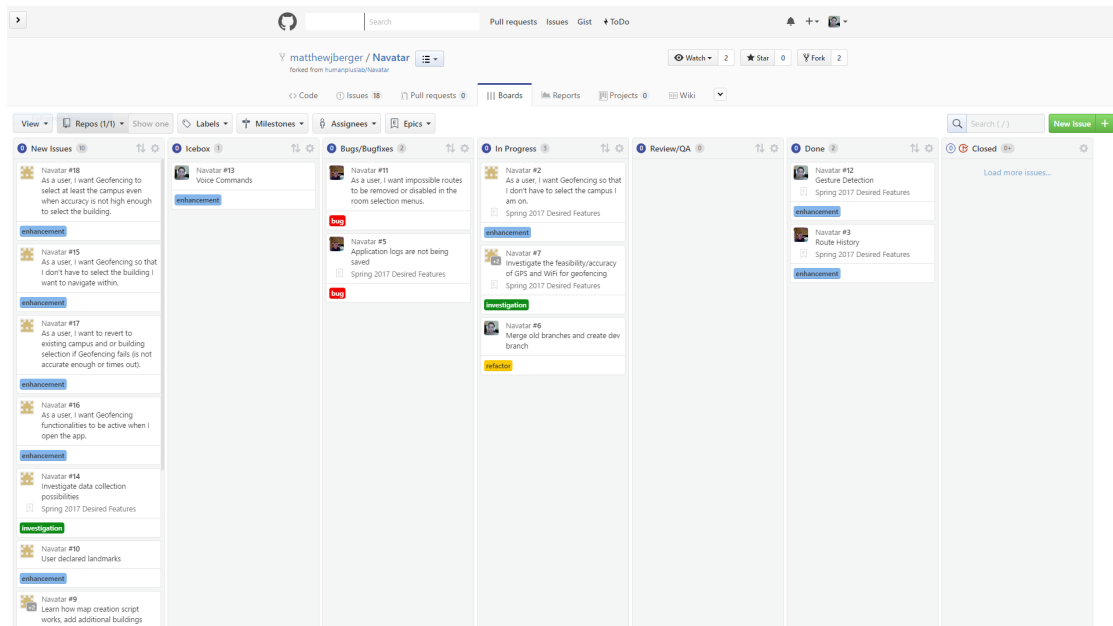 Search
Pull requests Issues Gist ToDo
matthewjberger / Navatar
forked from humanpluslab/Navatar
Watch 2 Star 0 Fork 2
Code Issues 18 Pull requests 0 Boards Reports Projects 0 Wiki
View Repos (1/1) Show one Labels Milestones Assignees Epics Search ( / ) New Issue +
0 New Issues 10
Navatar #18
As a user, I want Geofencing to
select at least the campus even
when accuracy is not high enough
to select the building.
enhancement
Navatar #15
As a user, I want Geofencing so that
I don't have to select the building I
want to navigate within.
enhancement
Navatar #17
As a user, I want to revert to
existing campus and or building
selection if Geofencing fails (is not
accurate enough or times out).
enhancement
Navatar #16
As a user, I want Geofencing
functionalities to be active when I
open the app.
enhancement
Navatar #14
Investigate data collection
possibilities
Spring 2017 Desired Features
investigation
Navatar #10
User declared landmarks
enhancement
Navatar #9
+2
Learn how map creation script
works, add additional buildings
0 Icebox 1
Navatar #13
Voice Commands
enhancement
0 Bugs/Bugfixes 2
Navatar #11
As a user, I want impossible routes
to be removed or disabled in the
room selection menus.
bug
Navatar #5
Application logs are not being
saved
Spring 2017 Desired Features
bug
0 In Progress 3
Navatar #2
As a user, I want Geofencing so that
I don't have to select the campus I
am on.
Spring 2017 Desired Features
enhancement
Navatar #7
+2
Investigate the feasibility/accuracy
of GPS and WiFi for geofencing
Spring 2017 Desired Features
investigation
Navatar #6
Merge old branches and create dev
branch
refactor
0 Review/QA 0
0 Done 2
Navatar #12
Gesture Detection
Spring 2017 Desired Features
enhancement
Navatar #3
Route History
Spring 2017 Desired Features
enhancement
0 Closed 0+
Load more issues...